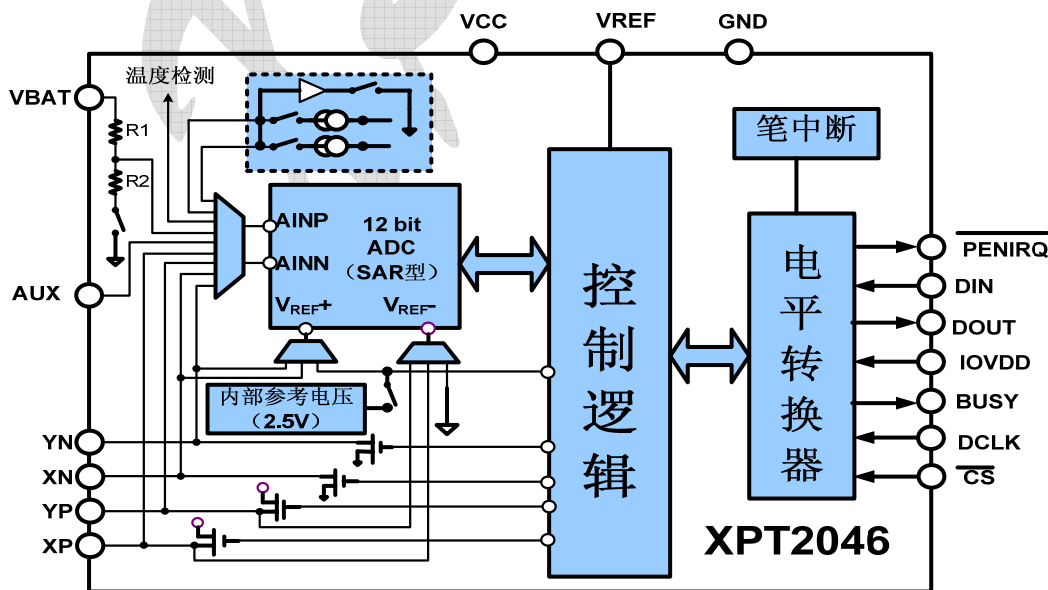 VCC
VREF
GND
温度检测
VBAT
R1
R2
笔中断
AINP
12 bit
ADC
(SAR型)
AINN
VREF+
VREF-
AUX
控制逻辑
电平转换器
PENIRQ
DIN
DOUT
IOVDD
BUSY
DCLK
CS
内部参考电压
(2.5V)
YN
XN
YP
XP
XPT2046